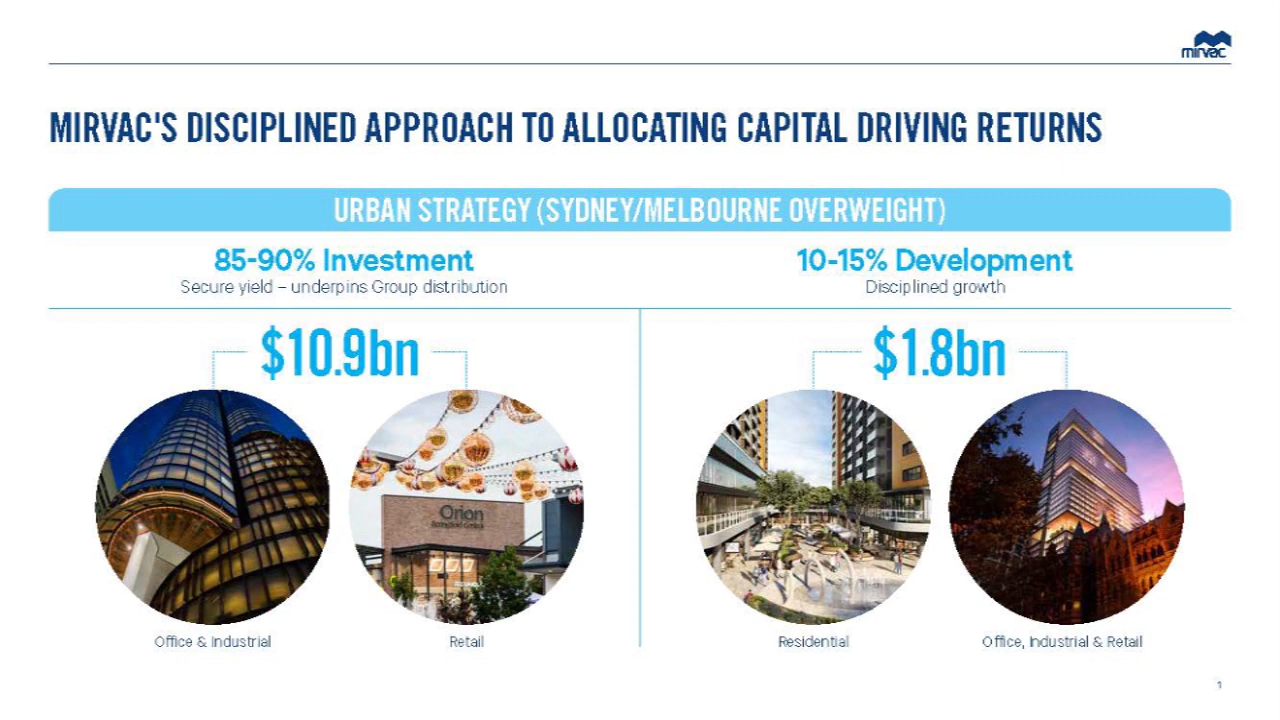 mirvac
MIRVAC'S DISCIPLINED APPROACH TO ALLOCATING CAPITAL DRIVING RETURNS
URBAN STRATEGY (SYDNEY/MELBOURNE OVERWEIGHT)
85-90% Investment
Secure yield – underpins Group distribution
10-15% Development
Disciplined growth
$10.9bn
$1.8bn
Orion
Springfield Central
Office & Industrial
Retail
Residential
Office, Industrial & Retail
1